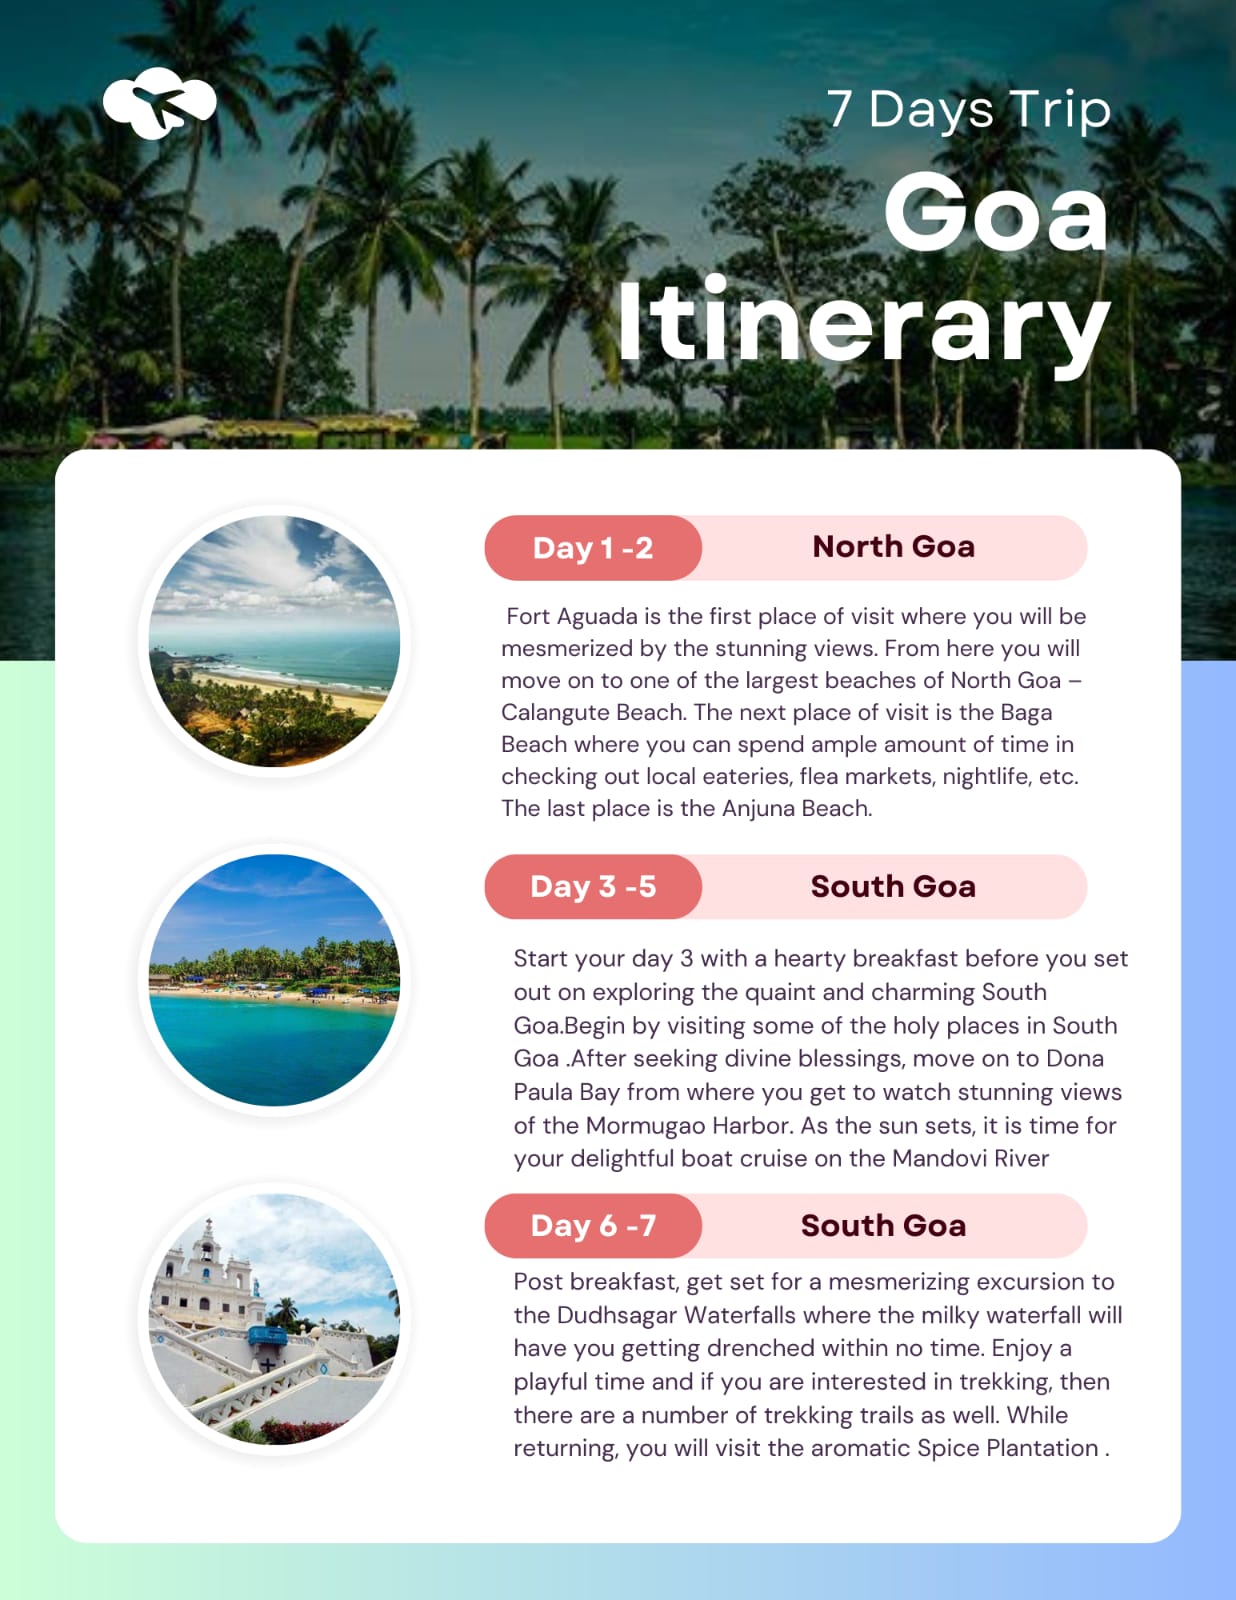 7 Days Trip
Goa
Itinerary
Day 1 -2
North Goa
Fort Aguada is the first place of visit where you will be
mesmerized by the stunning views. From here you will
move on to one of the largest beaches of North Goa –
Calangute Beach. The next place of visit is the Baga
Beach where you can spend ample amount of time in
checking out local eateries, flea markets, nightlife, etc.
The last place is the Anjuna Beach.
Day 3 -5
South Goa
Start your day 3 with a hearty breakfast before you set
out on exploring the quaint and charming South
Goa.Begin by visiting some of the holy places in South
Goa .After seeking divine blessings, move on to Dona
Paula Bay from where you get to watch stunning views
of the Mormugao Harbor. As the sun sets, it is time for
your delightful boat cruise on the Mandovi River
Day 6 -7
South Goa
Post breakfast, get set for a mesmerizing excursion to
the Dudhsagar Waterfalls where the milky waterfall will
have you getting drenched within no time. Enjoy a
playful time and if you are interested in trekking, then
there are a number of trekking trails as well. While
returning, you will visit the aromatic Spice Plantation .